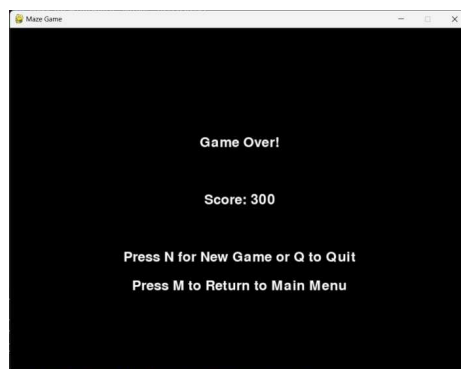 Maze Game
Game Over!
Score: 300
Press N for New Game or Q to Quit
Press M to Return to Main Menu